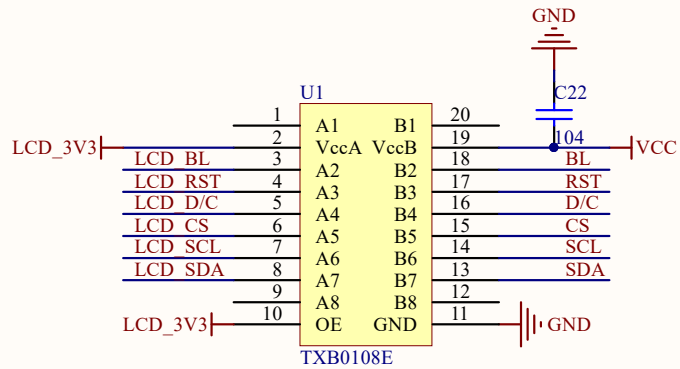 GND
C22
104
U1
1 A1 B1 20
LCD_3V3 2 VccA VccB 19 VCC
LCD_BL 3 A2 B2 18 BL
LCD_RST 4 A3 B3 17 RST
LCD_D/C 5 A4 B4 16 D/C
LCD_CS 6 A5 B5 15 CS
LCD_SCL 7 A6 B6 14 SCL
LCD_SDA 8 A7 B7 13 SDA
9 A8 B8 12
LCD_3V3 10 OE GND 11 GND
TXB0108E